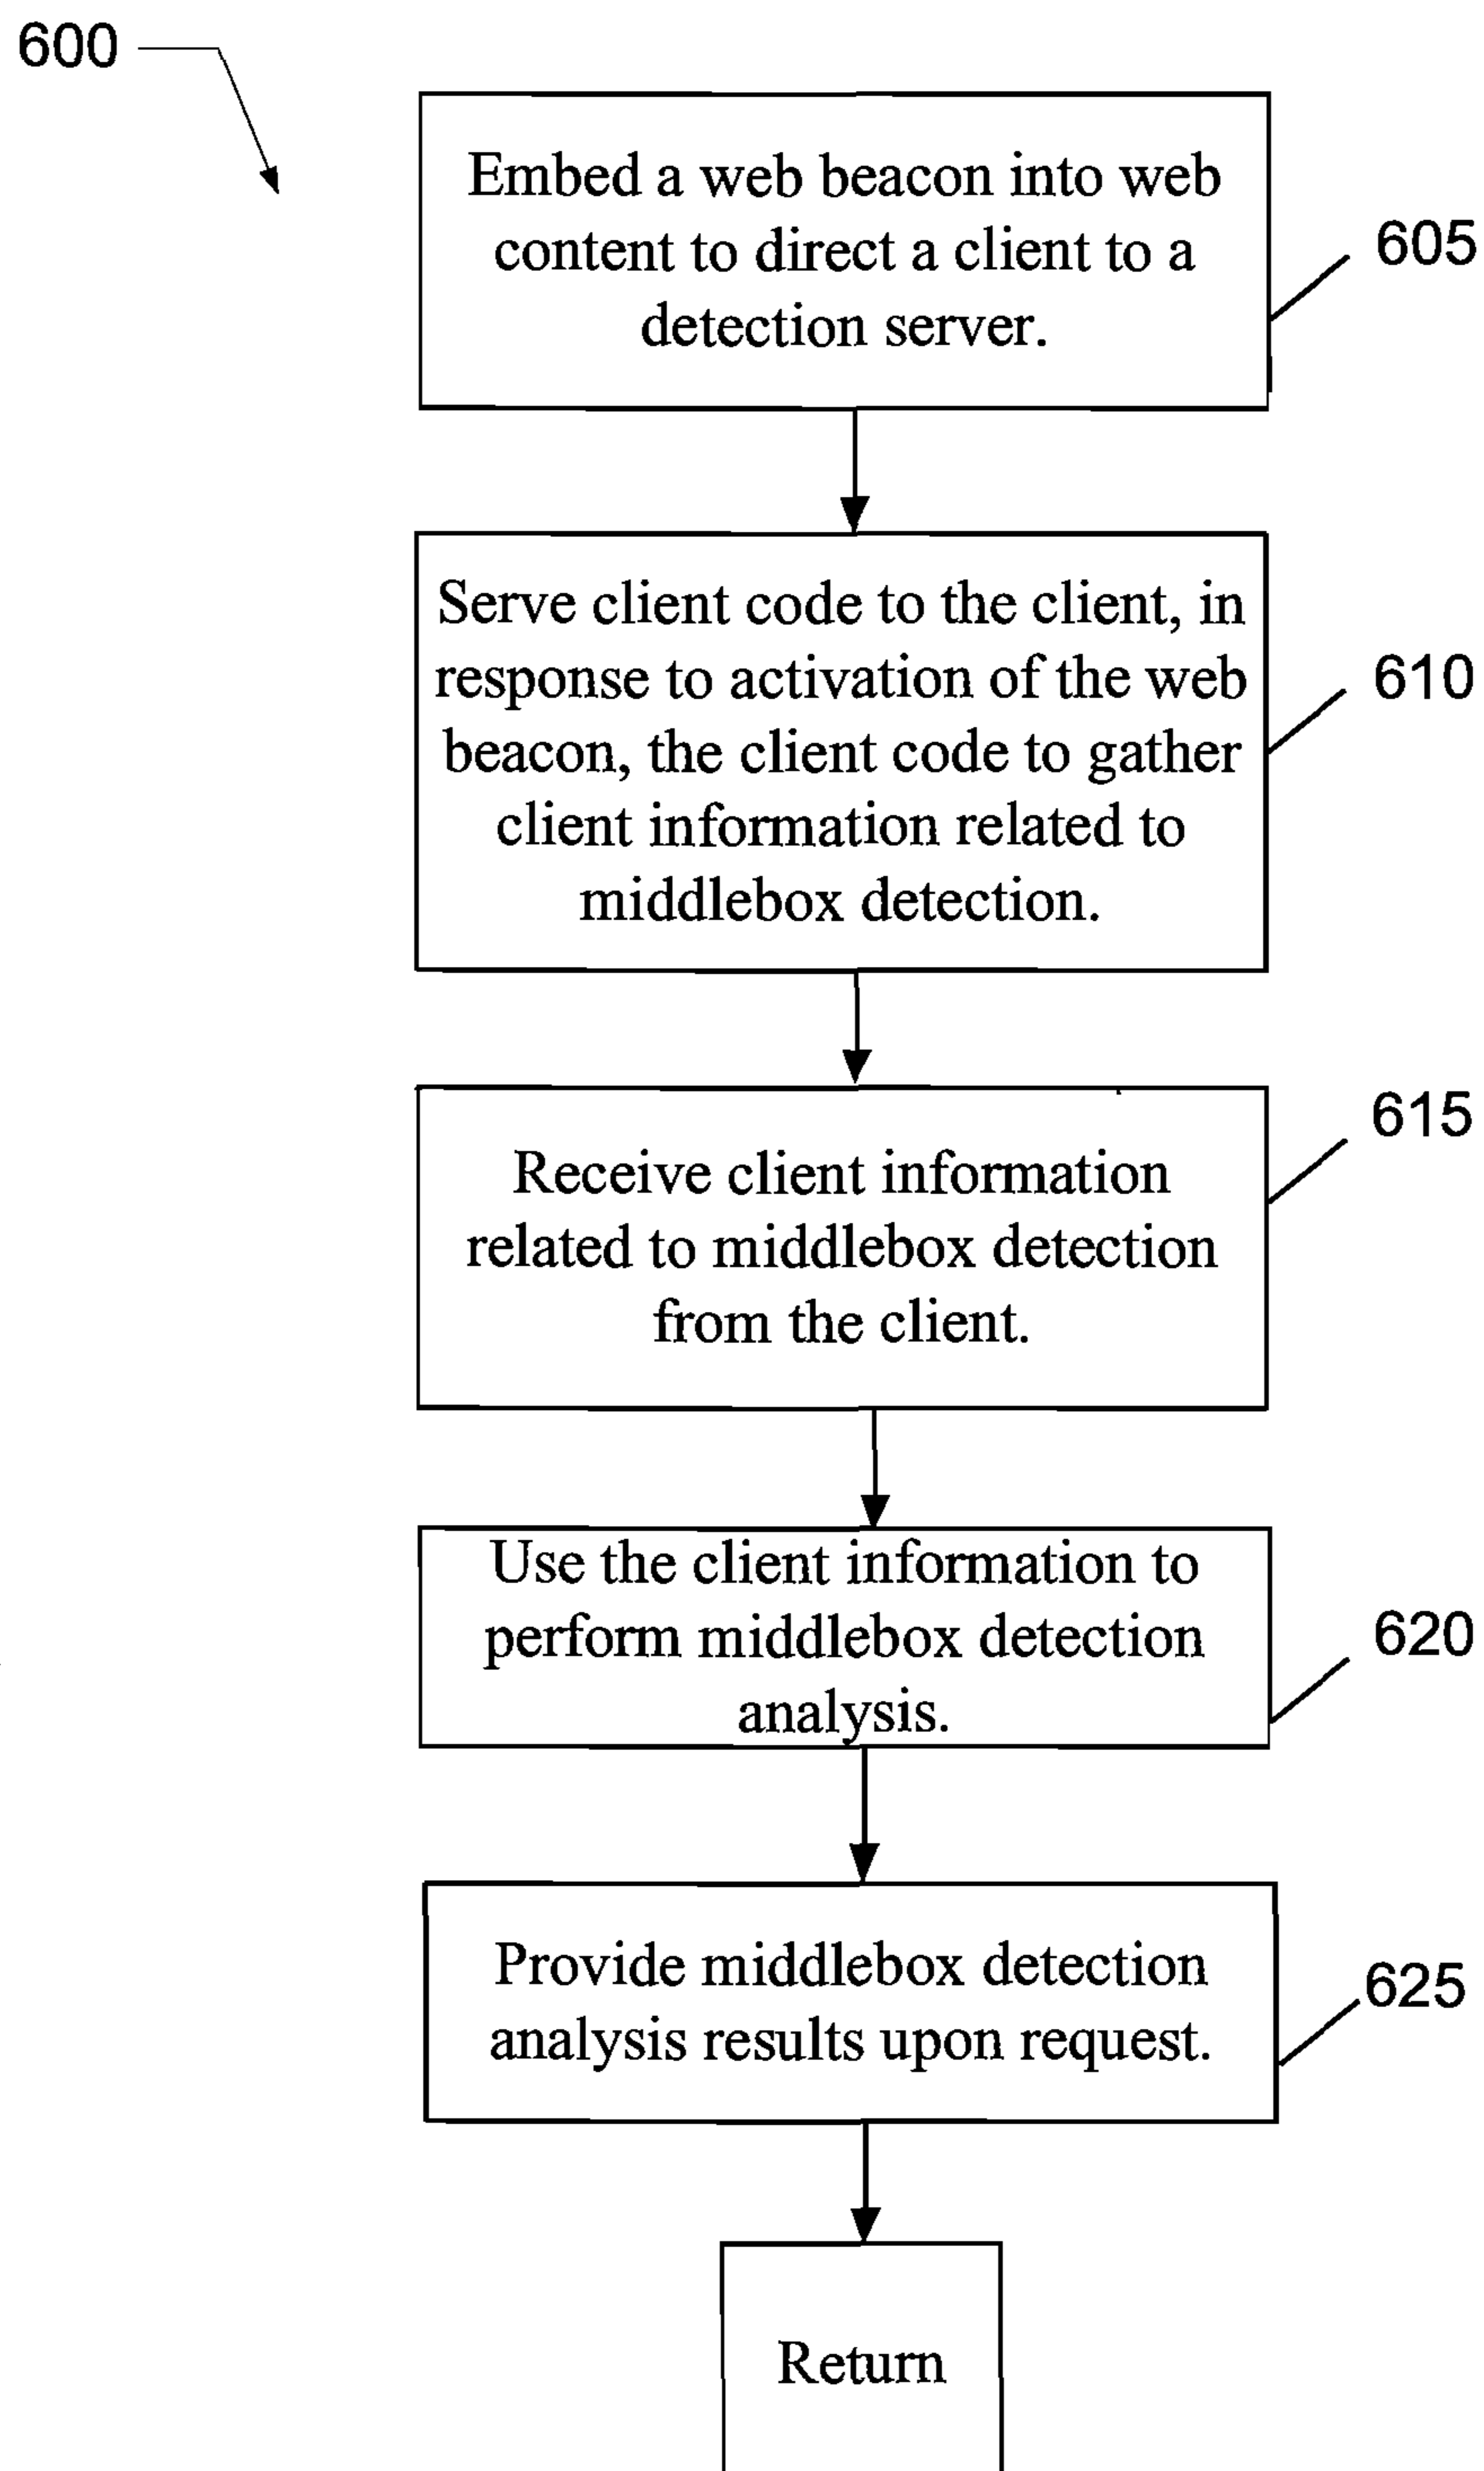 600
Embed a web beacon into web
content to direct a client to a
detection server.
605
Serve client code to the client, in
response to activation of the web
beacon, the client code to gather
client information related to
middlebox detection.
610
Receive client information
related to middlebox detection
from the client.
615
Use the client information to
perform middlebox detection
analysis.
620
Provide middlebox detection
analysis results upon request.
625
Return